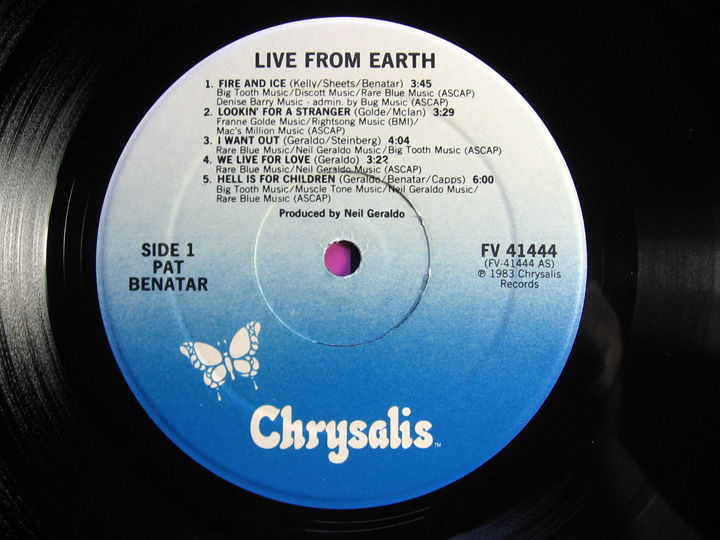 LIVE FROM EARTH
1. FIRE AND ICE (Kelly/Sheets/Benatar) 3:45
Big Tooth Music/Discott Music/Rare Blue Music (ASCAP)
Denise Barry Music - admin. by Bug Music (ASCAP)
2. LOOKIN' FOR A STRANGER (Golde/McIan) 3:29
Franne Golde Music/Rightsong Music (BMI)/
Mac's Million Music (ASCAP)
3. I WANT OUT (Geraldo/Steinberg) 4:04
Rare Blue Music/Neil Geraldo Music/Big Tooth Music (ASCAP)
4. WE LIVE FOR LOVE (Geraldo) 3:22
Rare Blue Music/Neil Geraldo Music (ASCAP)
5. HELL IS FOR CHILDREN (Geraldo/Benatar/Capps) 6:00
Big Tooth Music/Muscle Tone Music/Neil Geraldo Music/
Rare Blue Music (ASCAP)
Produced by Neil Geraldo
SIDE 1
PAT
BENATAR
FV 41444
(FV-41444 AS)
℗ 1983 Chrysalis
Records
Chrysalis™